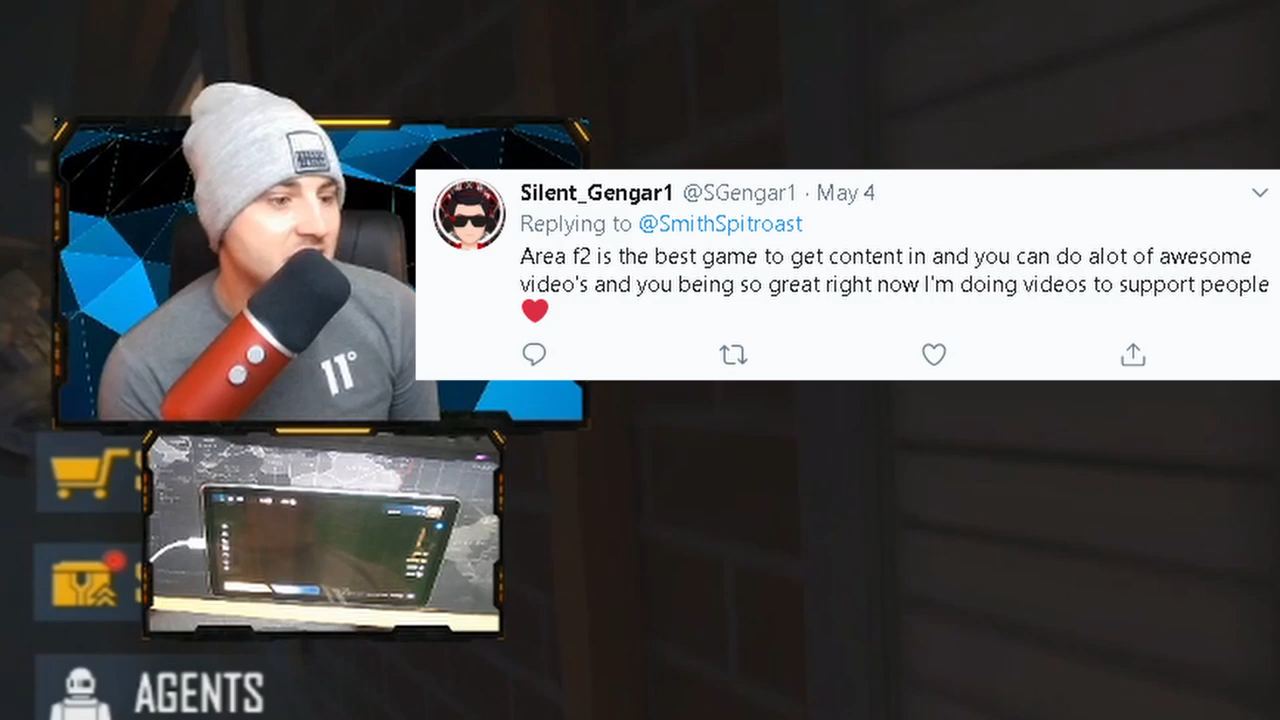 Silent_Gengar1 @SGengar1 · May 4
Replying to @SmithSpitroast
Area f2 is the best game to get content in and you can do alot of awesome
video's and you being so great right now I'm doing videos to support people
❤️
11°
AGENTS